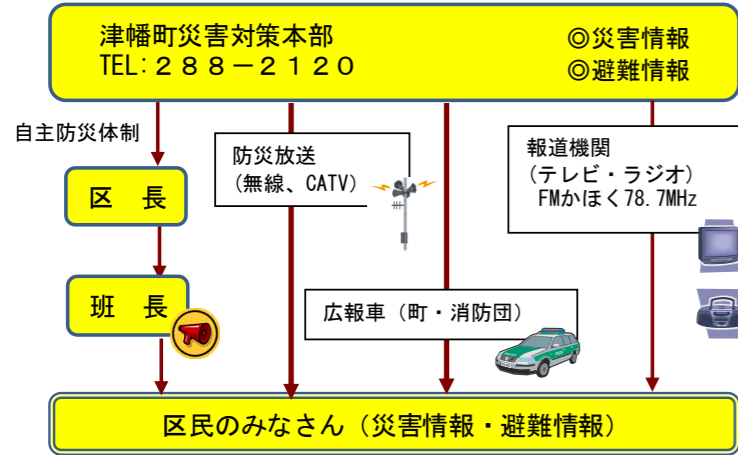 津幡町災害対策本部
TEL:２８８－２１２０
◎災害情報
◎避難情報
自主防災体制
区　長
班　長
防災放送
(無線、CATV)
広報車（町・消防団）
報道機関
(テレビ・ラジオ)
FMかほく78.7MHz
区民のみなさん（災害情報・避難情報）